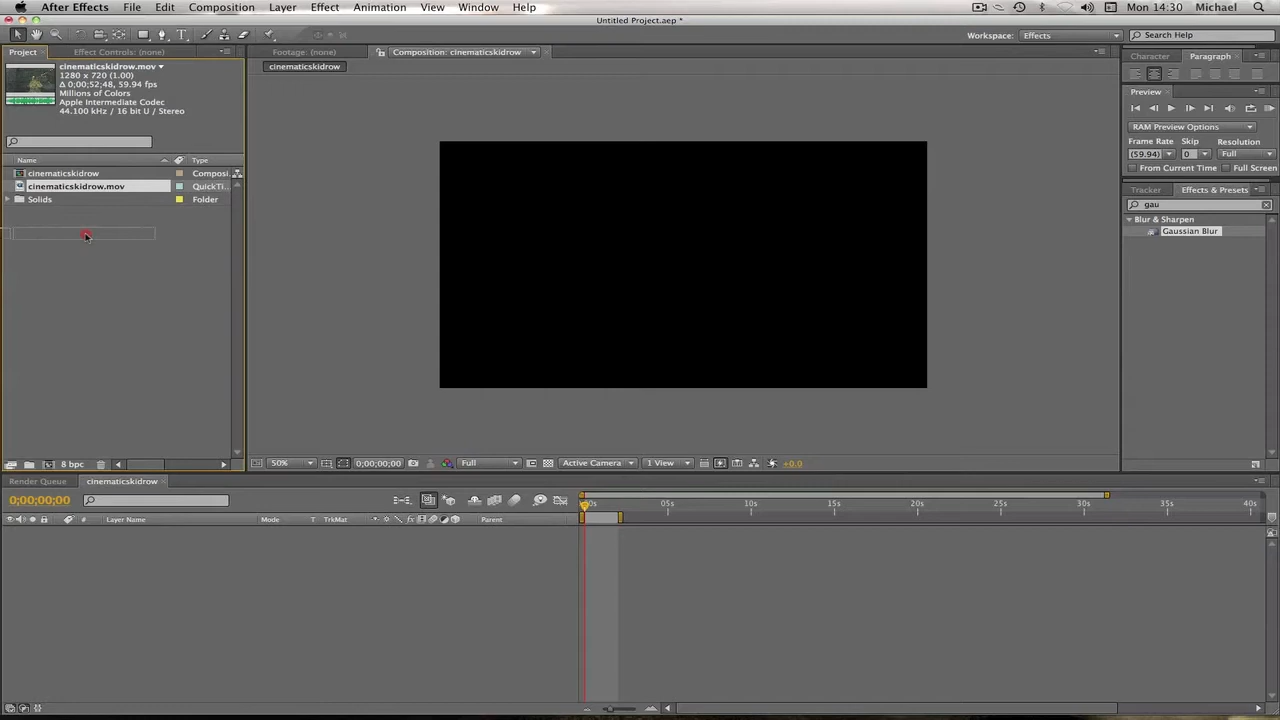 After Effects File Edit Composition Layer Effect Animation View Window Help Mon 14:30 Michael
Untitled Project.aep *
Workspace: Effects Search Help
Project Effect Controls: (none) Footage: (none) Composition: cinematicskidrow Character Paragraph
cinematicskidrow
cinematicskidrow.mov
1280 x 720 (1.00)
Δ 0;00;52;48, 59.94 fps
Millions of Colors
Apple Intermediate Codec
44.100 kHz / 16 bit U / Stereo
Name Type
cinematicskidrow Composi..
cinematicskidrow.mov QuickTi..
Solids Folder
Preview
RAM Preview Options
Frame Rate Skip Resolution
(59.94) 0 Full
From Current Time Full Screen
Tracker Effects & Presets
gau
Blur & Sharpen
Gaussian Blur
8 bpc 50% 0;00;00;00 Full Active Camera 1 View +0.0
Render Queue cinematicskidrow
0;00;00;00
05s 10s 15s 20s 25s 30s 35s 40s
# Layer Name Mode T TrkMat Parent